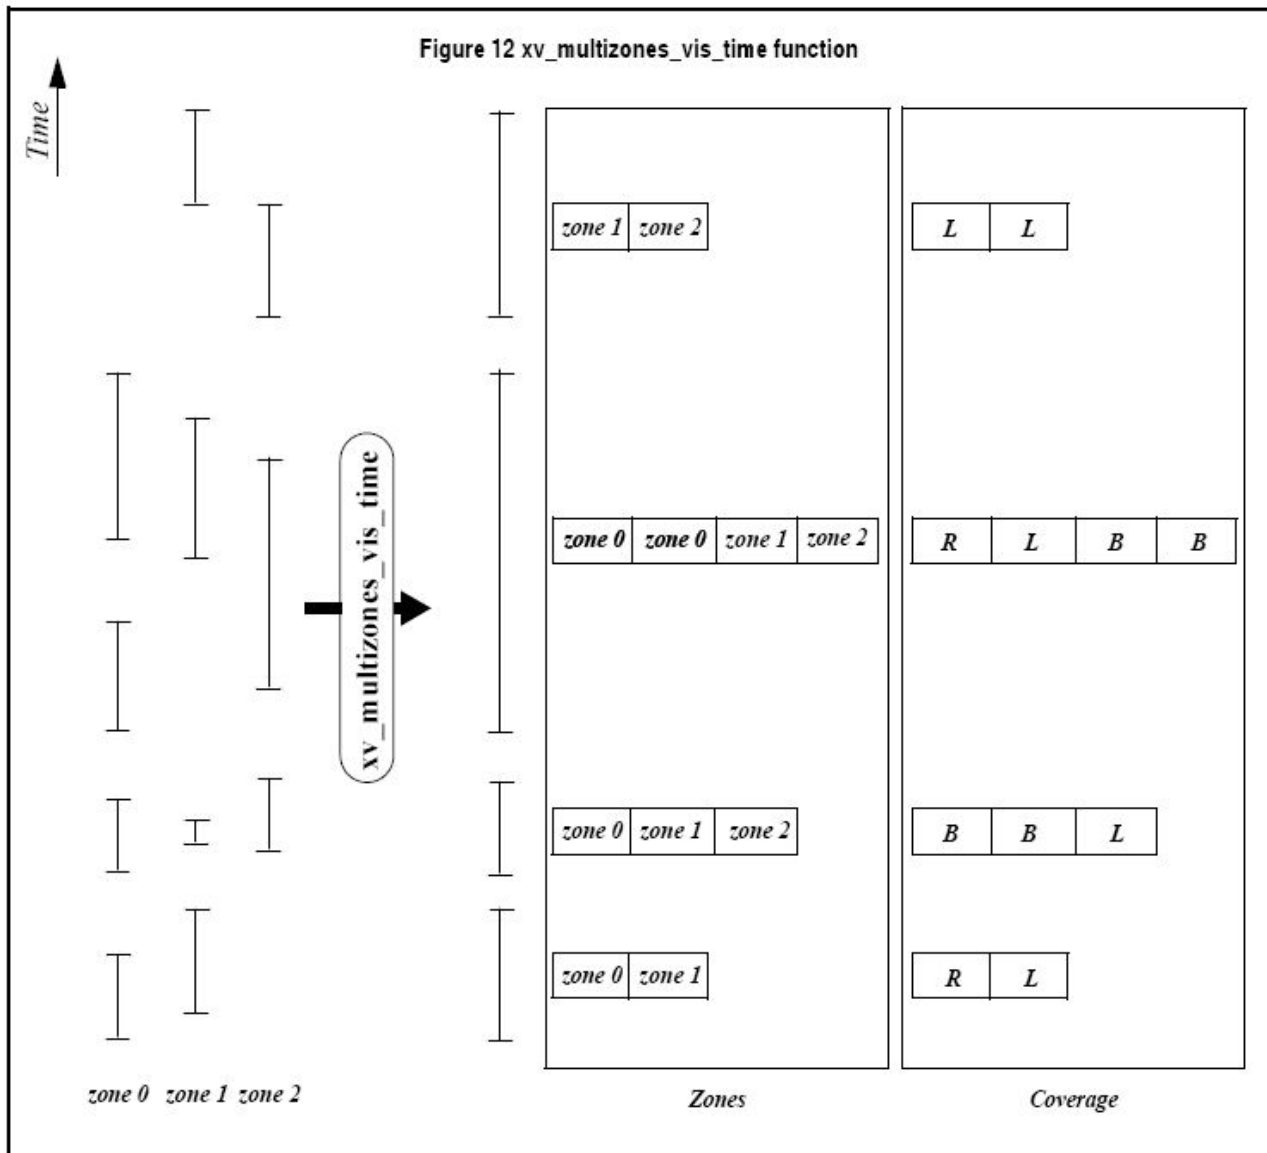 Figure 12 xv_multizones_vis_time function
Time
zone 1 zone 2
L L
xv_multizones_vis_time
zone 0 zone 0 zone 1 zone 2
R L B B
zone 0 zone 1 zone 2
B B L
zone 0 zone 1
R L
zone 0 zone 1 zone 2
Zones
Coverage